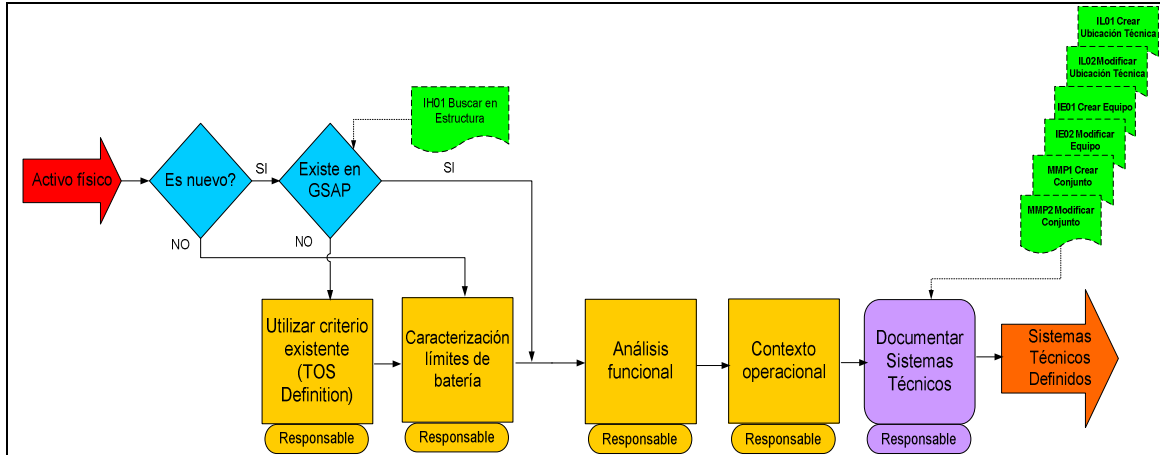 IL01 Crear
Ubicación Técnica
IL02Modificar
Ubicación Técnica
IE01 Crear Equipo
IE02 Modificar
Equipo
MMP1 Crear
Conjunto
MMP2 Modificar
Conjunto
IH01 Buscar en
Estructura
Activo físico
Es nuevo?
SI
Existe en
GSAP
SI
NO
NO
Utilizar criterio
existente
(TOS
Definition)
Responsable
Caracterización
límites de
batería
Responsable
Análisis
funcional
Responsable
Contexto
operacional
Responsable
Documentar
Sistemas
Técnicos
Responsable
Sistemas
Técnicos
Definidos